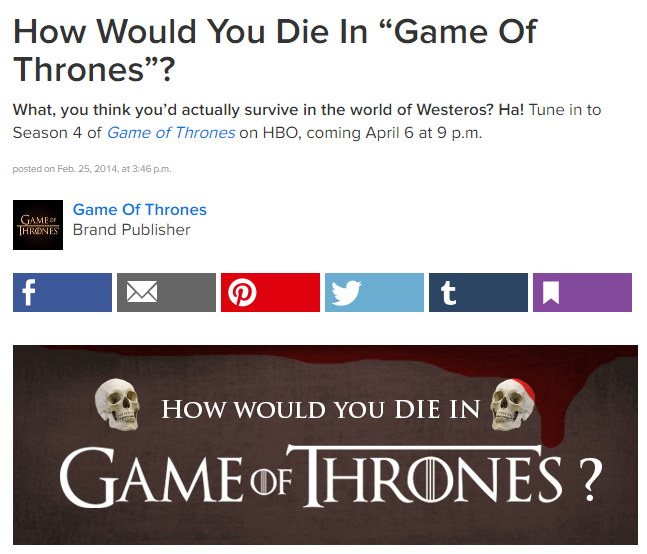 How Would You Die In “Game Of
Thrones”?
What, you think you’d actually survive in the world of Westeros? Ha! Tune in to
Season 4 of Game of Thrones on HBO, coming April 6 at 9 p.m.
posted on Feb. 25, 2014, at 3:46 p.m.
GAME OF
THRONES
Game Of Thrones
Brand Publisher
HOW WOULD YOU DIE IN
GAME OF THRONES ?